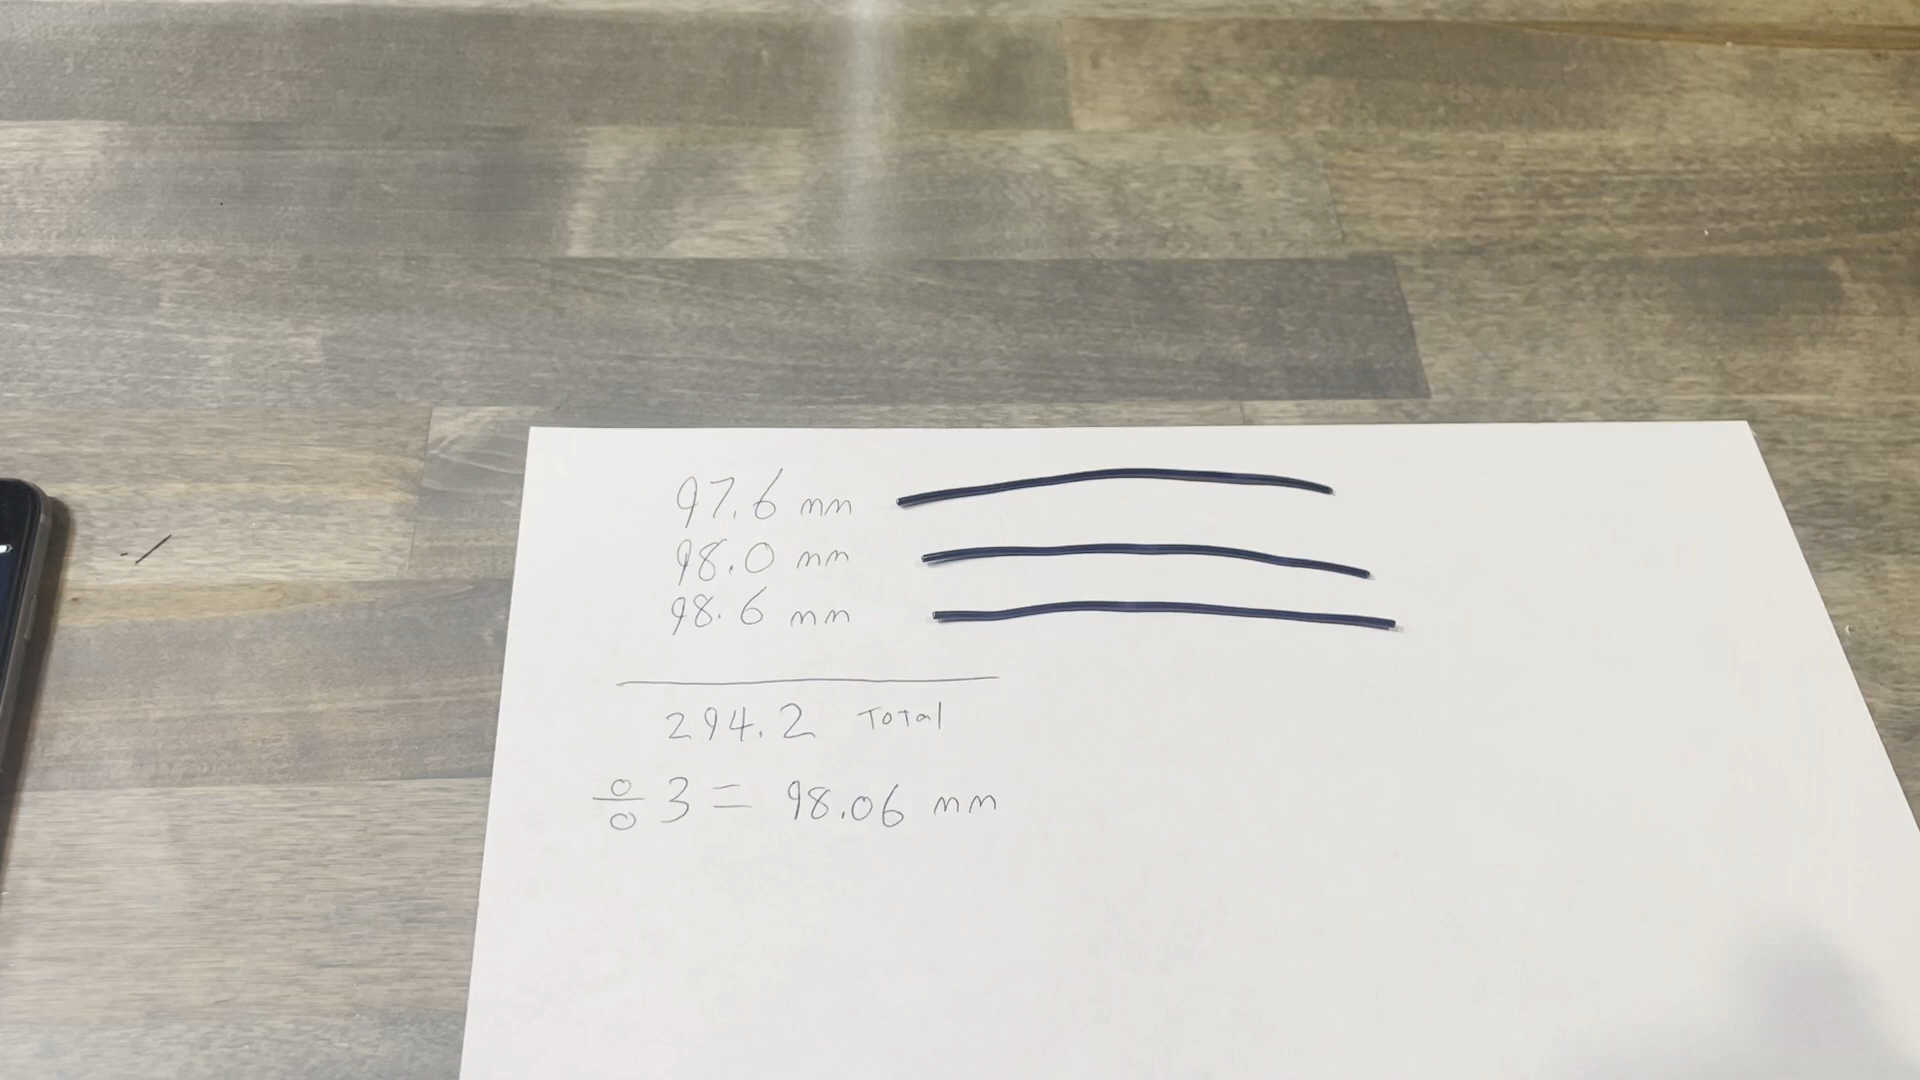 97.6 mm
98.0 mm
98.6 mm
294.2 Total
÷ 3 = 98.06 mm